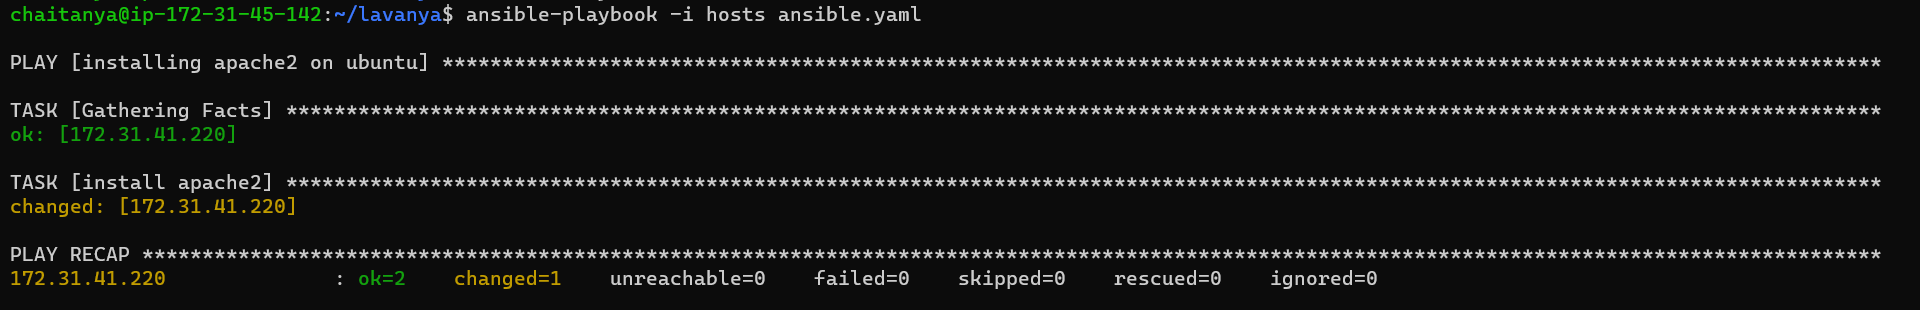 chaitanya@ip-172-31-45-142:~/lavanya$ ansible-playbook -i hosts ansible.yaml
PLAY [installing apache2 on ubuntu] ************************************************************************************************************************
TASK [Gathering Facts] *************************************************************************************************************************************
ok: [172.31.41.220]
TASK [install apache2] *************************************************************************************************************************************
changed: [172.31.41.220]
PLAY RECAP *************************************************************************************************************************************************
172.31.41.220 : ok=2 changed=1 unreachable=0 failed=0 skipped=0 rescued=0 ignored=0